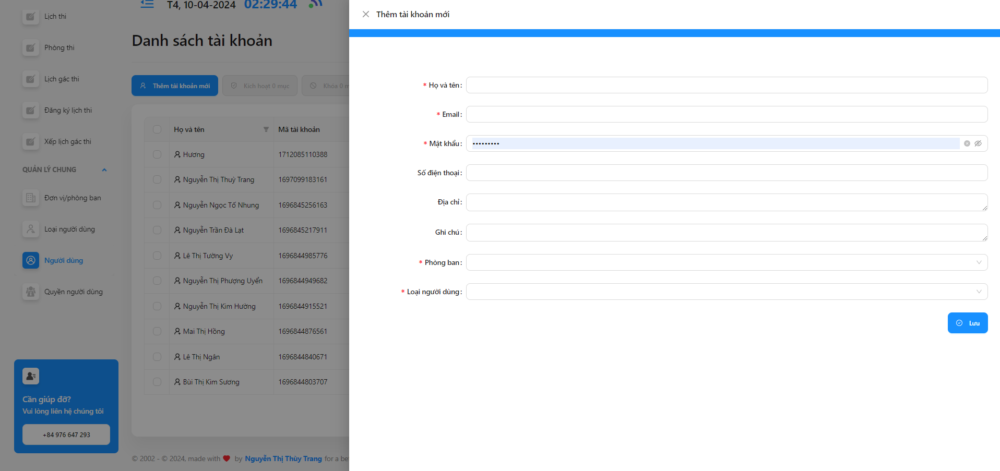 Lịch thi
Phòng thi
Lịch gác thi
Đăng ký lịch thi
Xếp lịch gác thi
QUẢN LÝ CHUNG
Đơn vị/phòng ban
Loại người dùng
Người dùng
Quyền người dùng
Cần giúp đỡ?
Vui lòng liên hệ chúng tôi
+84 976 647 293
T4, 10-04-2024 02:29:44
Danh sách tài khoản
Thêm tài khoản mới Kích hoạt 0 mục Khóa 0 m
Họ và tên Mã tài khoản
Hương 1712085110388
Nguyễn Thị Thuỳ Trang 1697099183161
Nguyễn Ngọc Tố Nhung 1696845256163
Nguyễn Trần Đà Lạt 1696845217911
Lê Thị Tường Vy 1696844985776
Nguyễn Thị Phượng Uyển 1696844949682
Nguyễn Thị Kim Hường 1696844915521
Mai Thị Hồng 1696844876561
Lê Thị Ngân 1696844840671
Bùi Thị Kim Sương 1696844803707
© 2002 - © 2024, made with by Nguyễn Thị Thùy Trang for a be
Thêm tài khoản mới
* Họ và tên:
* Email:
* Mật khẩu: •••••••••
Số điện thoại:
Địa chỉ:
Ghi chú:
* Phòng ban:
* Loại người dùng:
Lưu